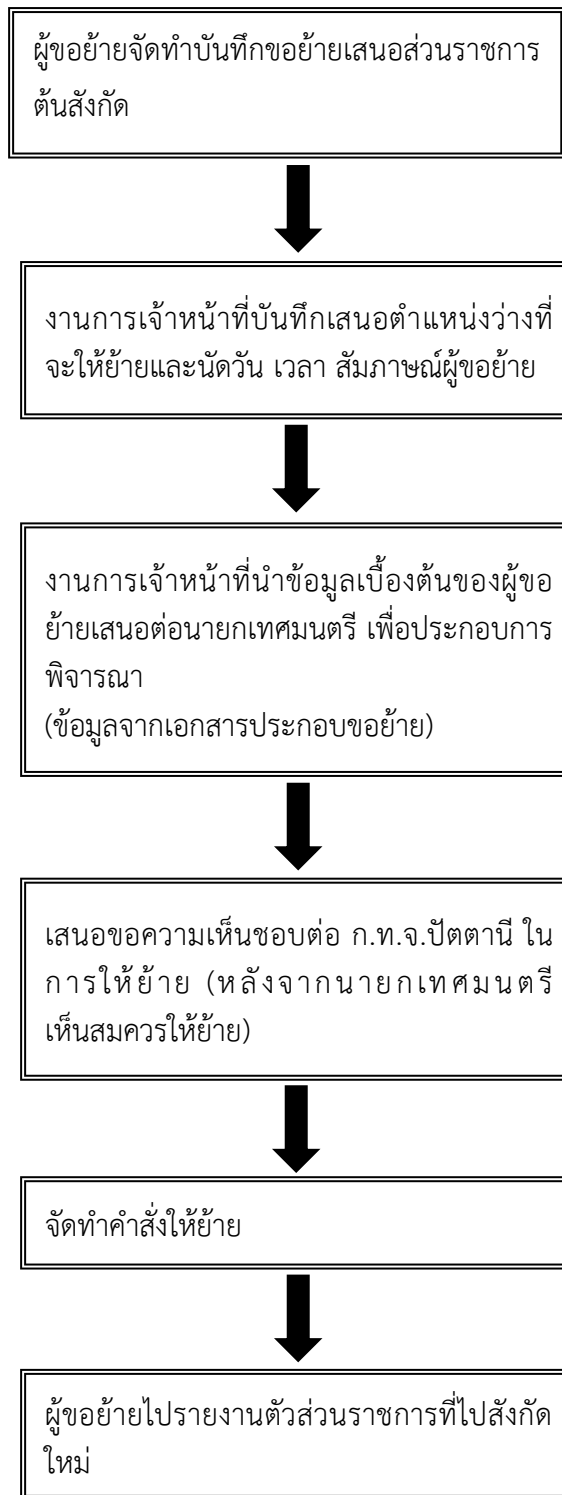 ผู้ขอย้ายจัดทำบันทึกขอย้ายเสนอส่วนราชการ
ต้นสังกัด
งานการเจ้าหน้าที่บันทึกเสนอตำแหน่งว่างที่
จะให้ย้ายและนัดวัน เวลา สัมภาษณ์ผู้ขอย้าย
งานการเจ้าหน้าที่นำข้อมูลเบื้องต้นของผู้ขอ
ย้ายเสนอต่อนายกเทศมนตรี เพื่อประกอบการ
พิจารณา
(ข้อมูลจากเอกสารประกอบขอย้าย)
เสนอขอความเห็นชอบต่อ ก.ท.จ.ปัตตานี ใน
การให้ย้าย (หลังจากนายกเทศมนตรี
เห็นสมควรให้ย้าย)
จัดทำคำสั่งให้ย้าย
ผู้ขอย้ายไปรายงานตัวส่วนราชการที่ไปสังกัด
ใหม่